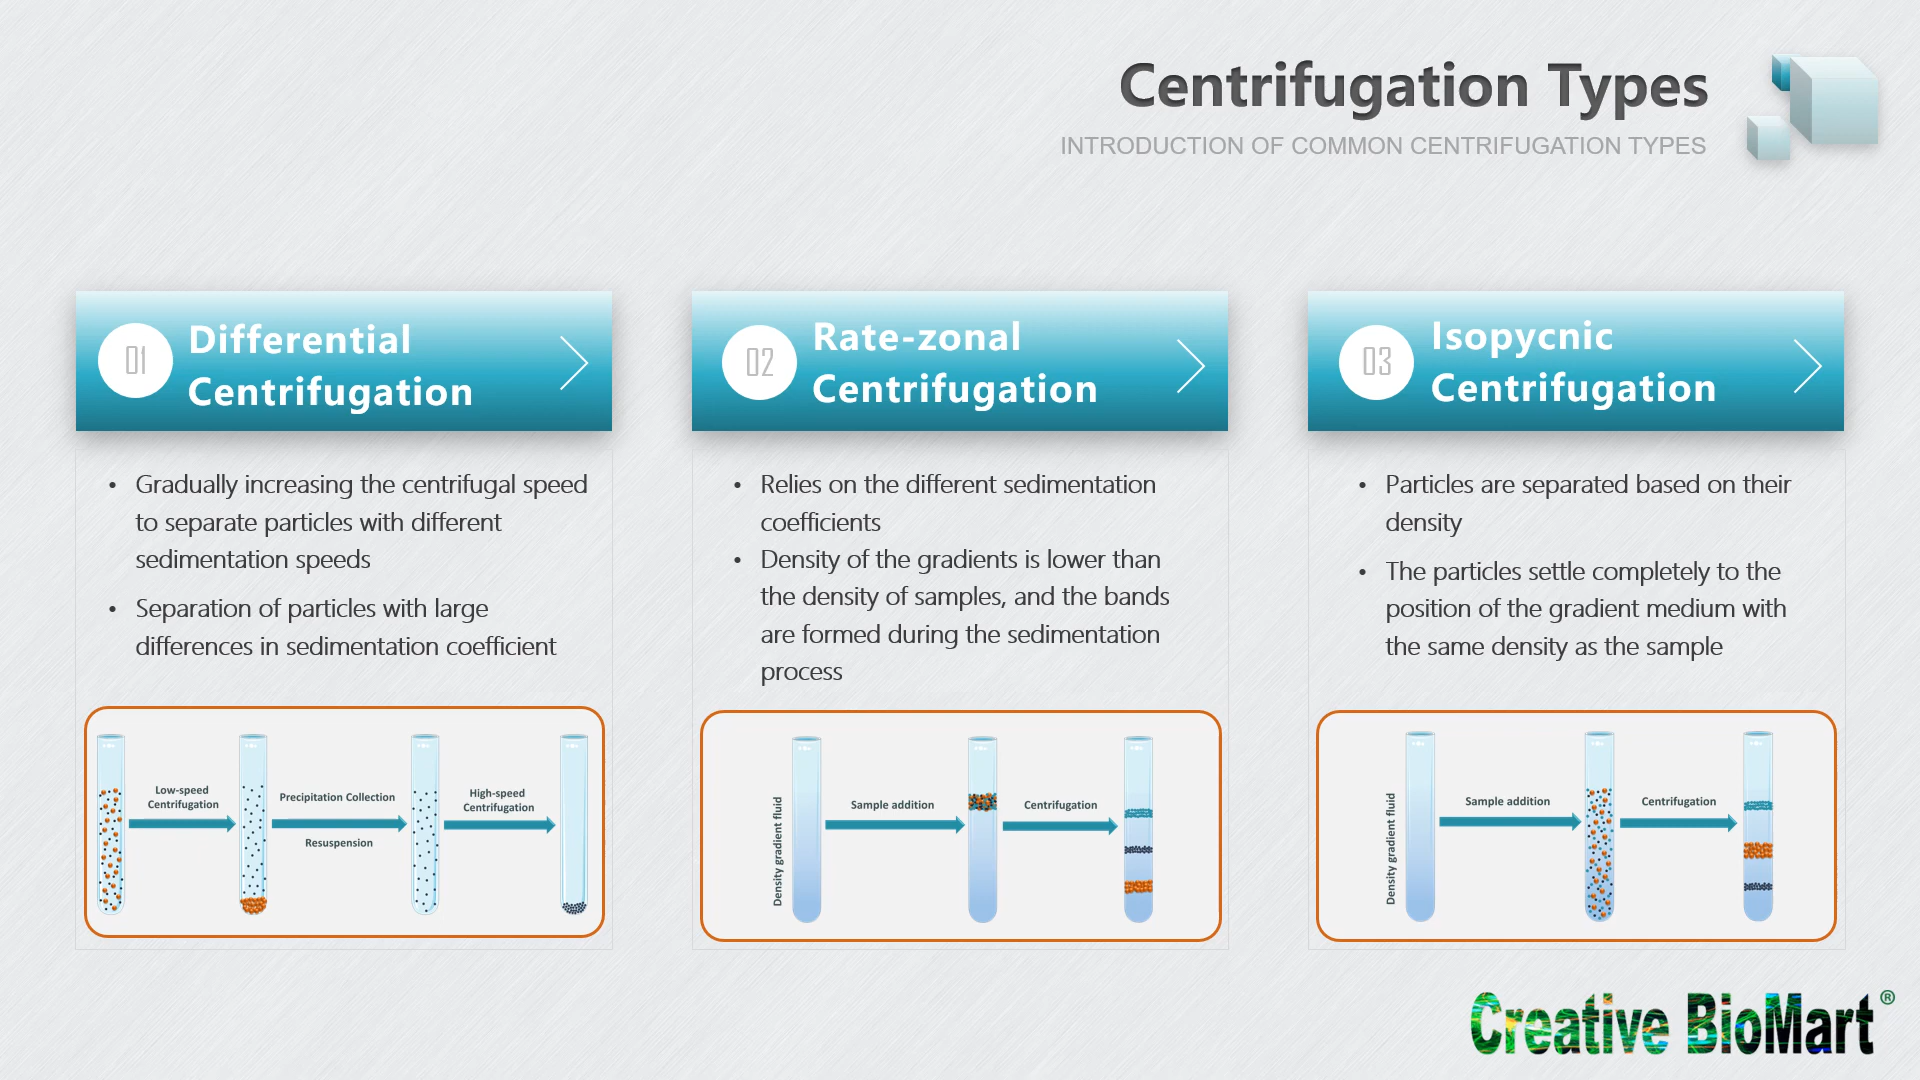 Centrifugation Types
INTRODUCTION OF COMMON CENTRIFUGATION TYPES
01
Differential
Centrifugation
• Gradually increasing the centrifugal speed
to separate particles with different
sedimentation speeds
• Separation of particles with large
differences in sedimentation coefficient
Low-speed
Centrifugation
Precipitation Collection
Resuspension
High-speed
Centrifugation
02
Rate-zonal
Centrifugation
• Relies on the different sedimentation
coefficients
• Density of the gradients is lower than
the density of samples, and the bands
are formed during the sedimentation
process
Density gradient fluid
Sample addition
Centrifugation
03
Isopycnic
Centrifugation
• Particles are separated based on their
density
• The particles settle completely to the
position of the gradient medium with
the same density as the sample
Density gradient fluid
Sample addition
Centrifugation
Creative BioMart®